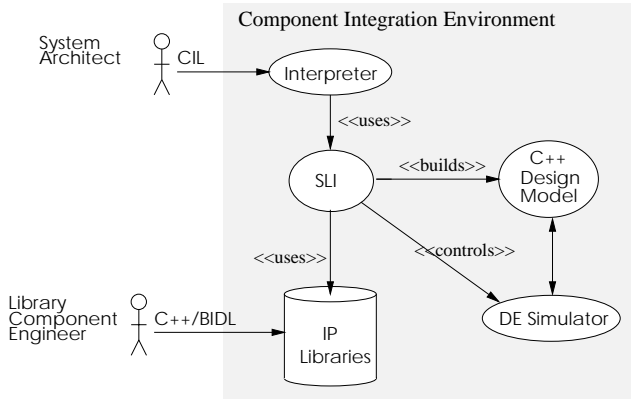 Component Integration Environment
System
Architect
CIL
Interpreter
<<uses>>
SLI
<<builds>>
C++
Design
Model
<<controls>>
<<uses>>
Library
Component
Engineer
C++/BIDL
IP
Libraries
DE Simulator